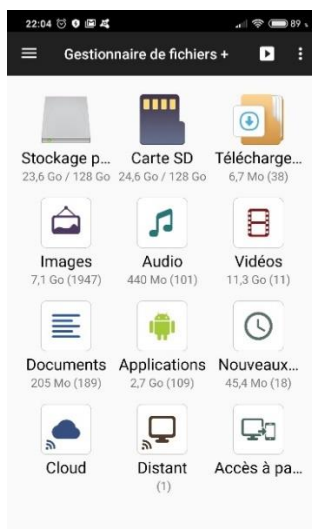 22:04 89 %
Gestionnaire de fichiers +
Stockage p... Carte SD Télécharge...
23,6 Go / 128 Go 24,6 Go / 128 Go 6,7 Mo (38)
Images Audio Vidéos
7,1 Go (1947) 440 Mo (101) 11,3 Go (11)
Documents Applications Nouveaux...
205 Mo (189) 2,7 Go (109) 45,4 Mo (18)
Cloud Distant Accès à pa...
(1)